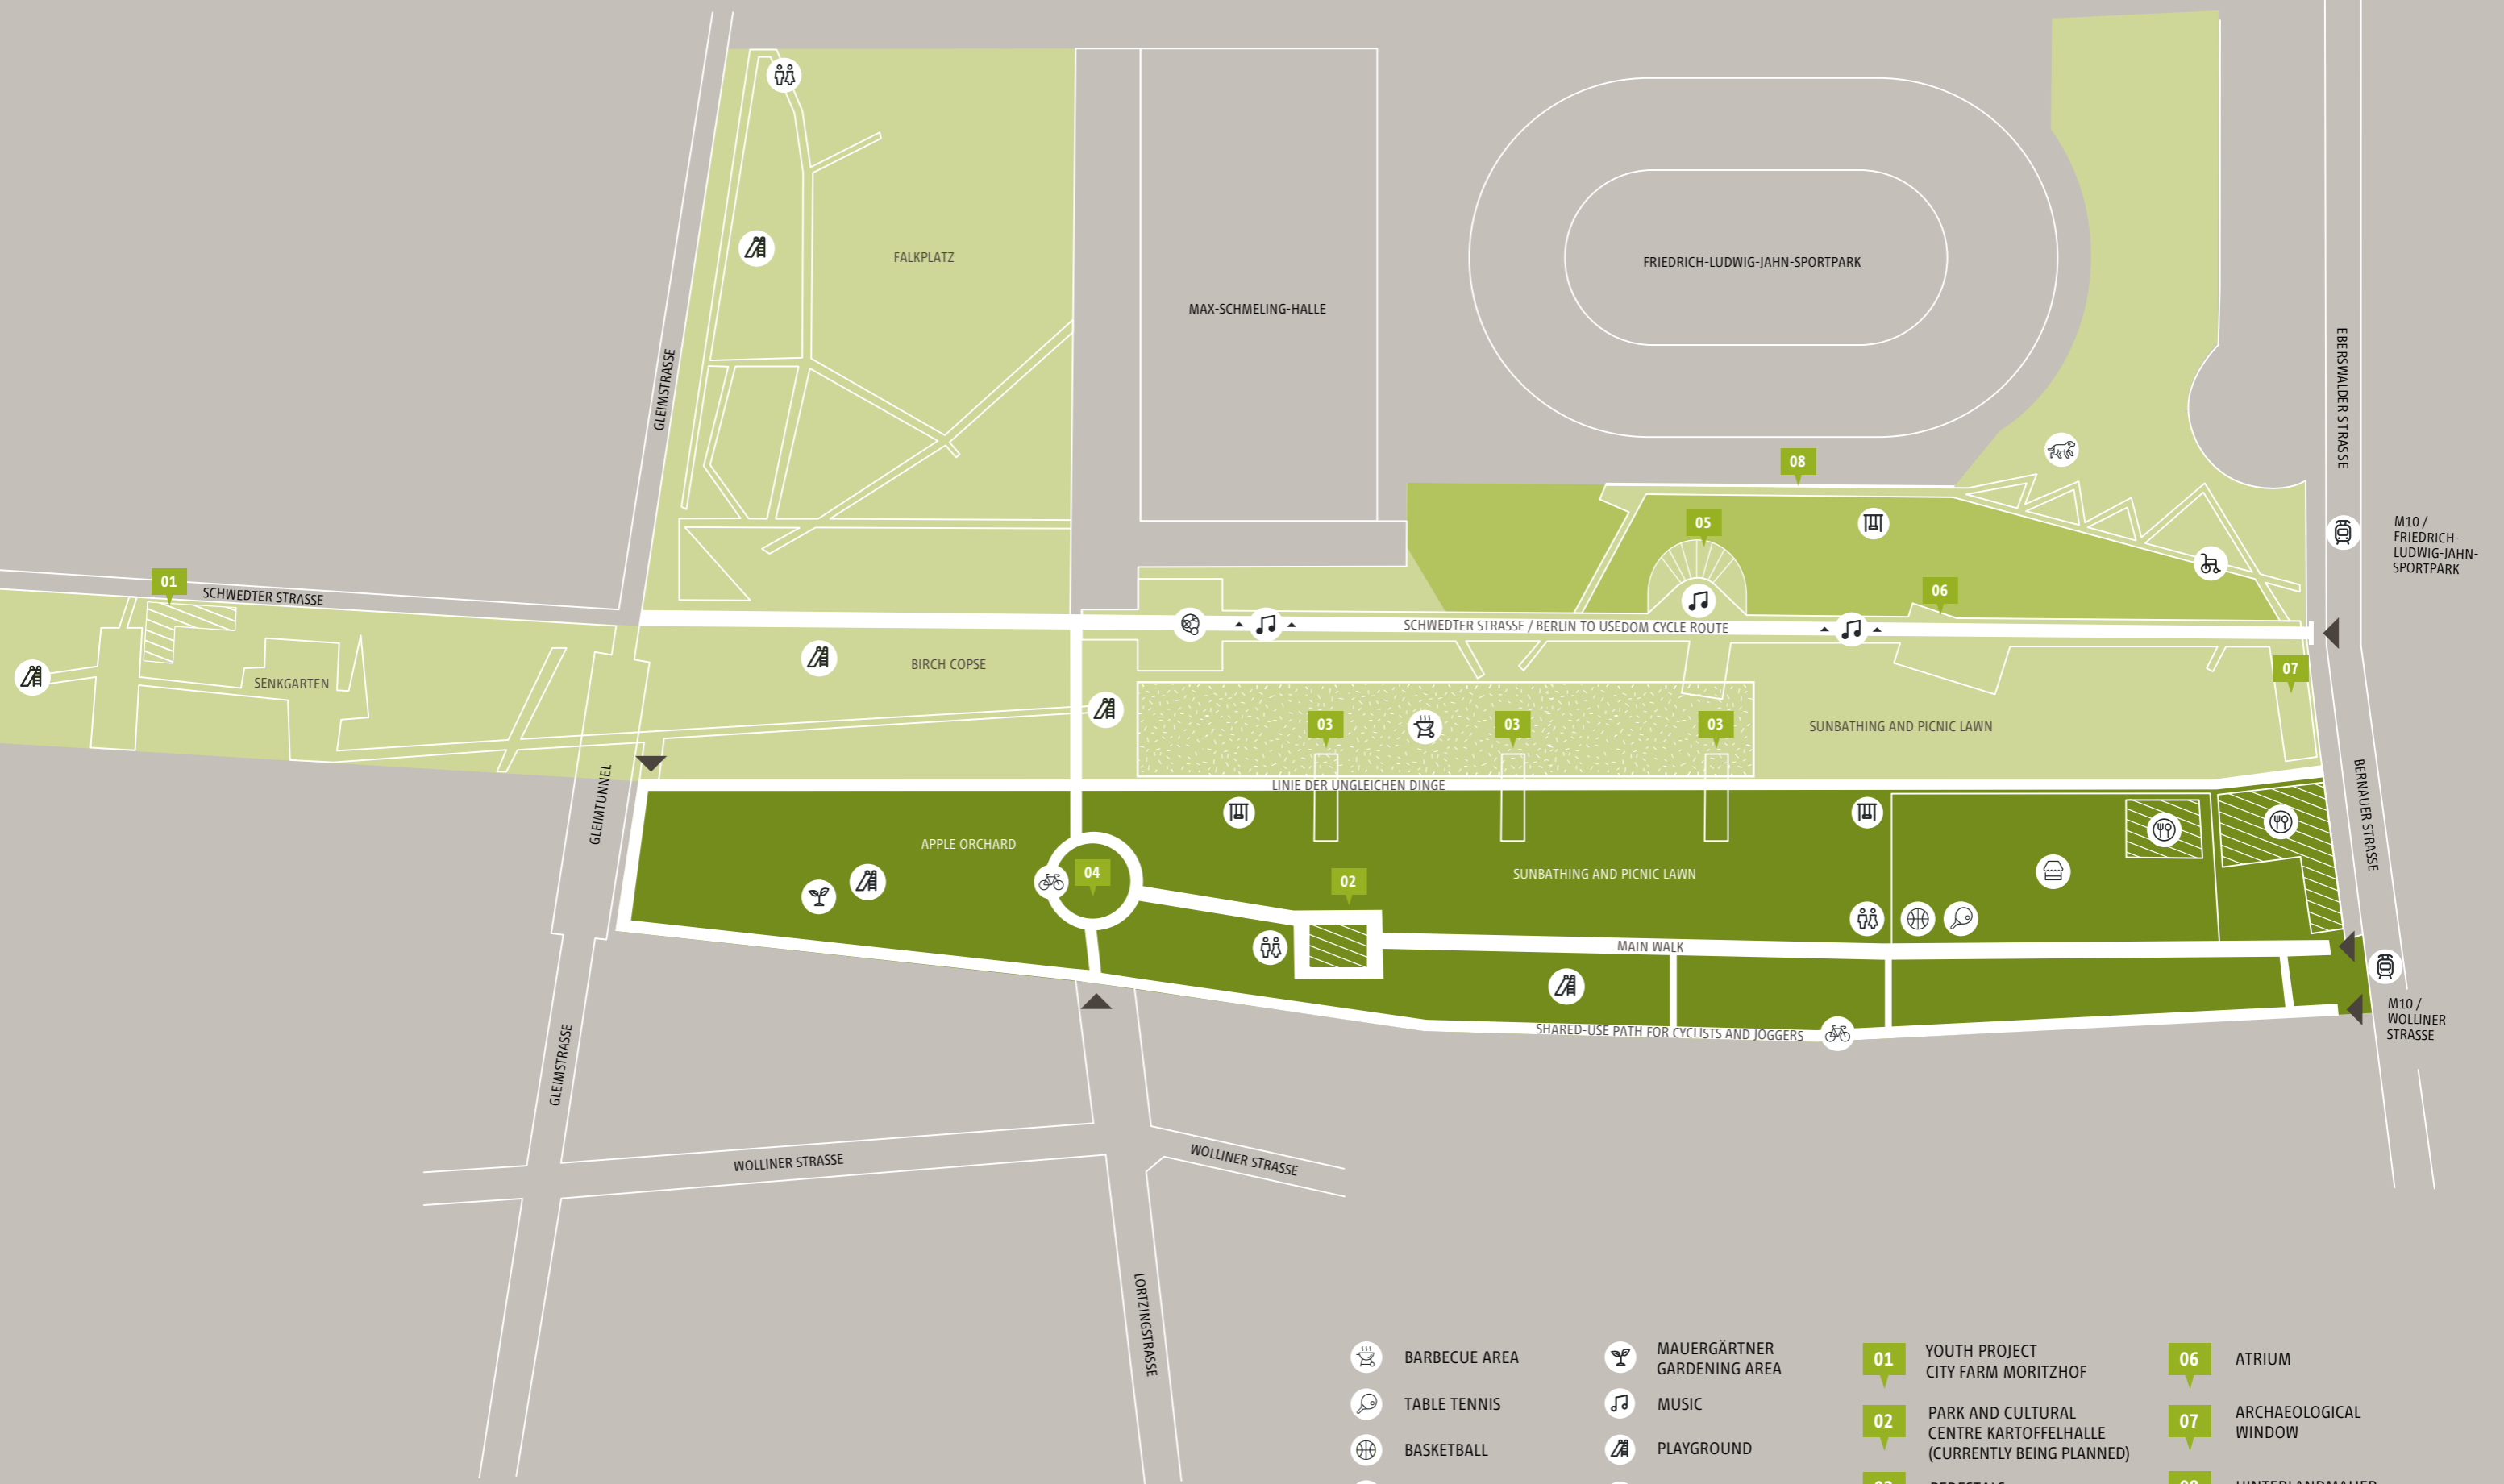 FALKPLATZ
MAX-SCHMELING-HALLE
FRIEDRICH-LUDWIG-JAHN-SPORTPARK
GLEIMSTRASSE
EBERSWALDER STRASSE
08
05
M10 /
FRIEDRICH-
LUDWIG-JAHN-
SPORTPARK
01
SCHWEDTER STRASSE
06
SCHWEDTER STRASSE / BERLIN TO USEDOM CYCLE ROUTE
BIRCH COPSE
07
SENKGARTEN
03
03
03
SUNBATHING AND PICNIC LAWN
LINIE DER UNGLEICHEN DINGE
GLEIMTUNNEL
BERNAUER STRASSE
APPLE ORCHARD
04
02
SUNBATHING AND PICNIC LAWN
MAIN WALK
SHARED-USE PATH FOR CYCLISTS AND JOGGERS
M10 /
WOLLINER
STRASSE
GLEIMSTRASSE
WOLLINER STRASSE
WOLLINER STRASSE
LORTZINGSTRASSE
BARBECUE AREA
TABLE TENNIS
BASKETBALL
MAUERGÄRTNER
GARDENING AREA
MUSIC
PLAYGROUND
01
YOUTH PROJECT
CITY FARM MORITZHOF
02
PARK AND CULTURAL
CENTRE KARTOFFELHALLE
(CURRENTLY BEING PLANNED)
06
ATRIUM
07
ARCHAEOLOGICAL
WINDOW